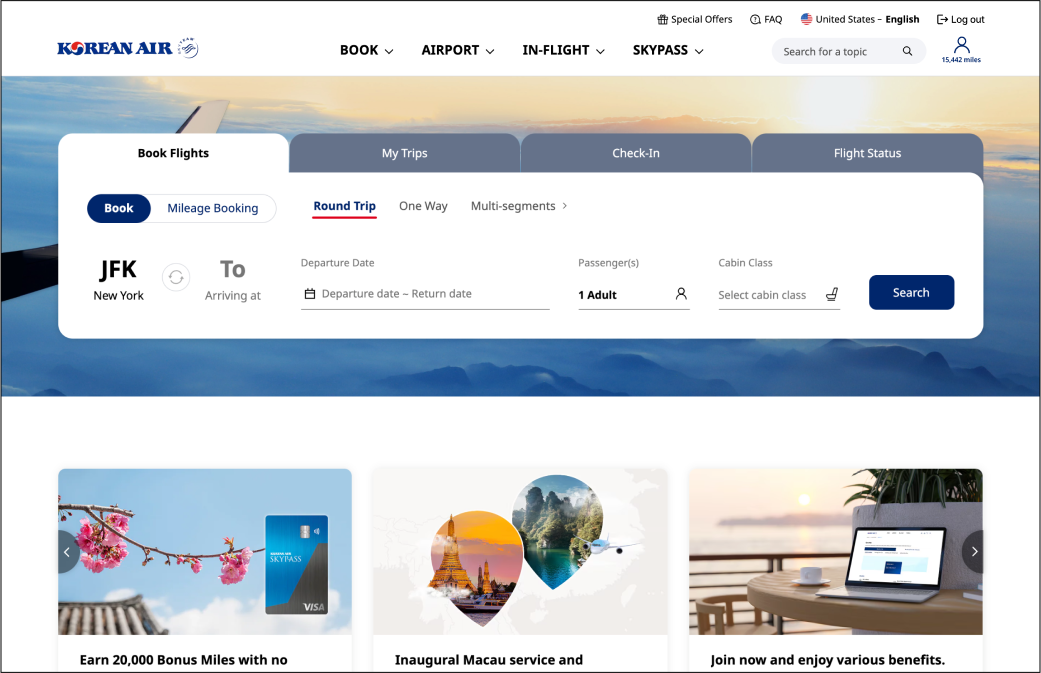 Special Offers
FAQ
United States – English
Log out
KOREAN AIR
BOOK
AIRPORT
IN-FLIGHT
SKYPASS
Search for a topic
15,442 miles
Book Flights
My Trips
Check-In
Flight Status
Book
Mileage Booking
Round Trip
One Way
Multi-segments
JFK
New York
To
Arriving at
Departure Date
Departure date – Return date
Passenger(s)
1 Adult
Cabin Class
Select cabin class
Search
KOREAN AIR
SKYPASS
VISA
Earn 20,000 Bonus Miles with no
Inaugural Macau service and
Join now and enjoy various benefits.